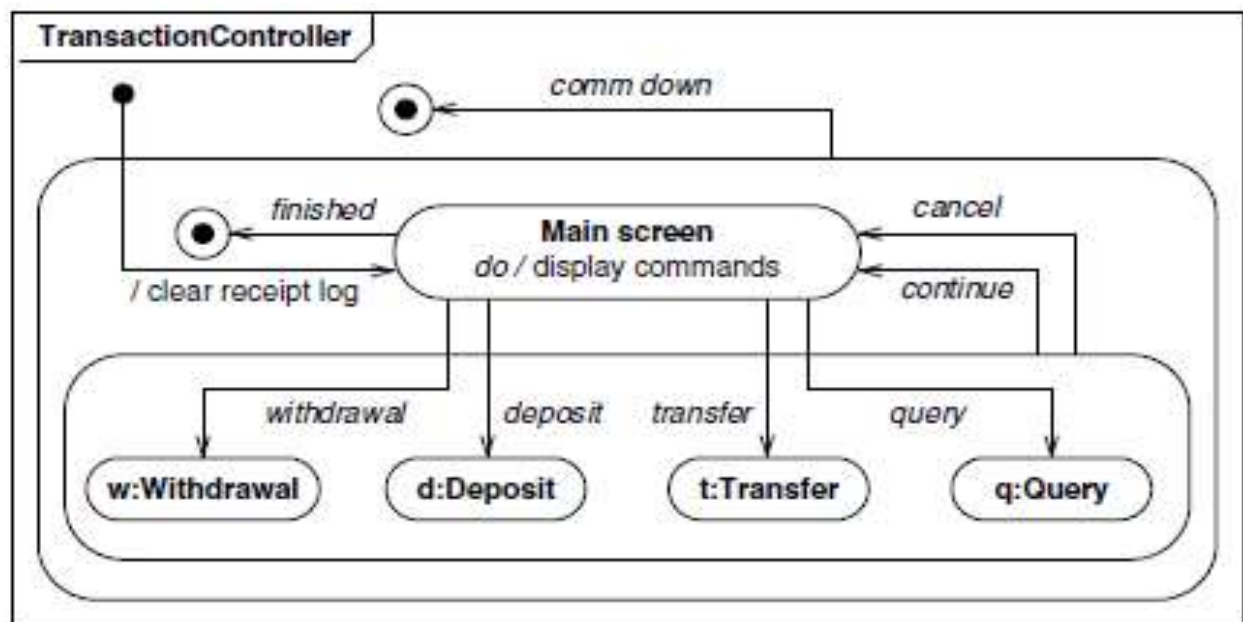 TransactionController
comm down
finished
Main screen
do / display commands
cancel
/ clear receipt log
continue
withdrawal
deposit
transfer
query
w:Withdrawal
d:Deposit
t:Transfer
q:Query